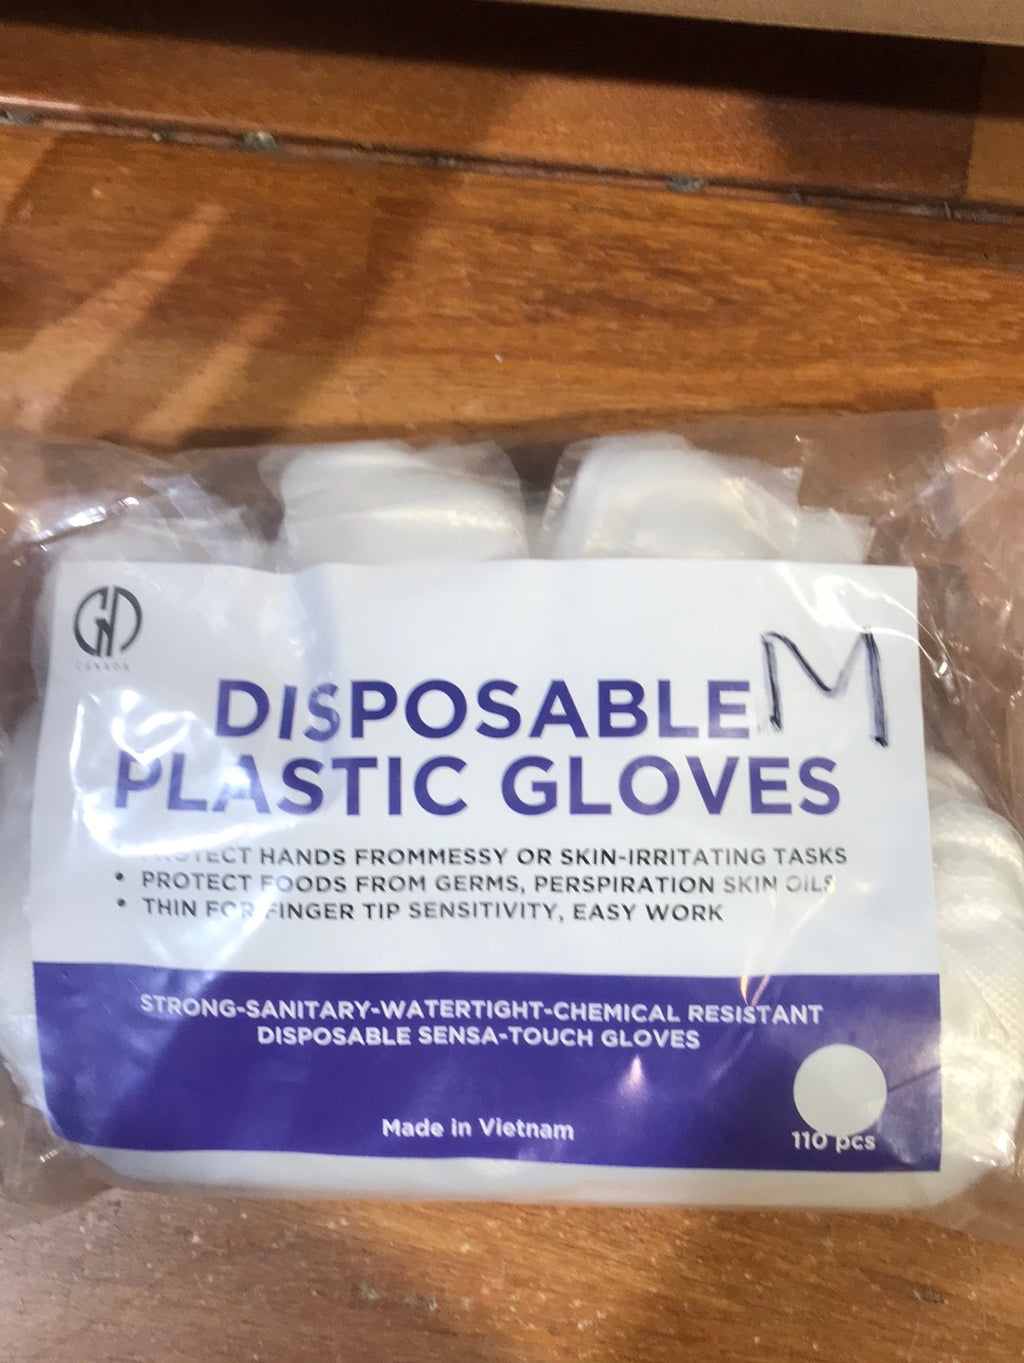 GD
CANADA
M
DISPOSABLE
PLASTIC GLOVES
PROTECT HANDS FROMMESSY OR SKIN-IRRITATING TASKS
• PROTECT FOODS FROM GERMS, PERSPIRATION SKIN OILS
• THIN FOR FINGER TIP SENSITIVITY, EASY WORK
STRONG-SANITARY-WATERTIGHT-CHEMICAL RESISTANT
DISPOSABLE SENSA-TOUCH GLOVES
Made in Vietnam
110 pcs